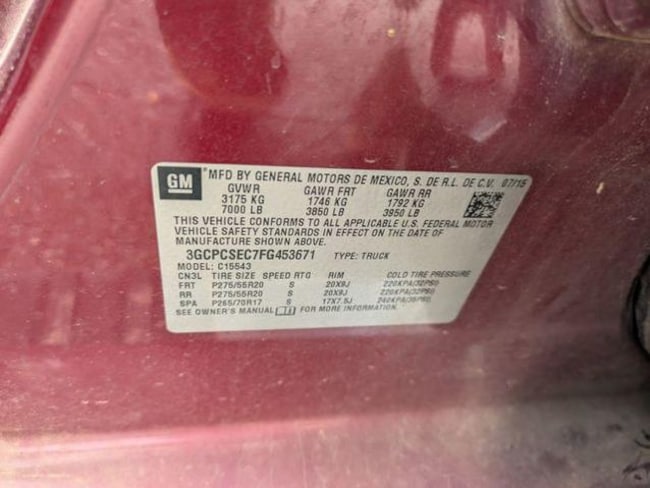 GM
MFD BY GENERAL MOTORS DE MEXICO, S. DE R.L. DE C.V. 07/15
GVWR GAWR FRT GAWR RR
3175 KG 1746 KG 1792 KG
7000 LB 3850 LB 3950 LB
THIS VEHICLE CONFORMS TO ALL APPLICABLE U.S. FEDERAL MOTOR
VEHICLE SAFETY STANDARDS IN EFFECT ON THE DATE OF
MANUFACTURE SHOWN ABOVE.
3GCPCSEC7FG453671 TYPE: TRUCK
MODEL: C15543
CN3L TIRE SIZE SPEED RTG RIM COLD TIRE PRESSURE
FRT P275/55R20 S 20X9J 220KPA(32PSI)
RR P275/55R20 S 20X9J 220KPA(32PSI)
SPA P265/70R17 S 17X7.5J 240KPA(35PSI)
SEE OWNER'S MANUAL FOR MORE INFORMATION.